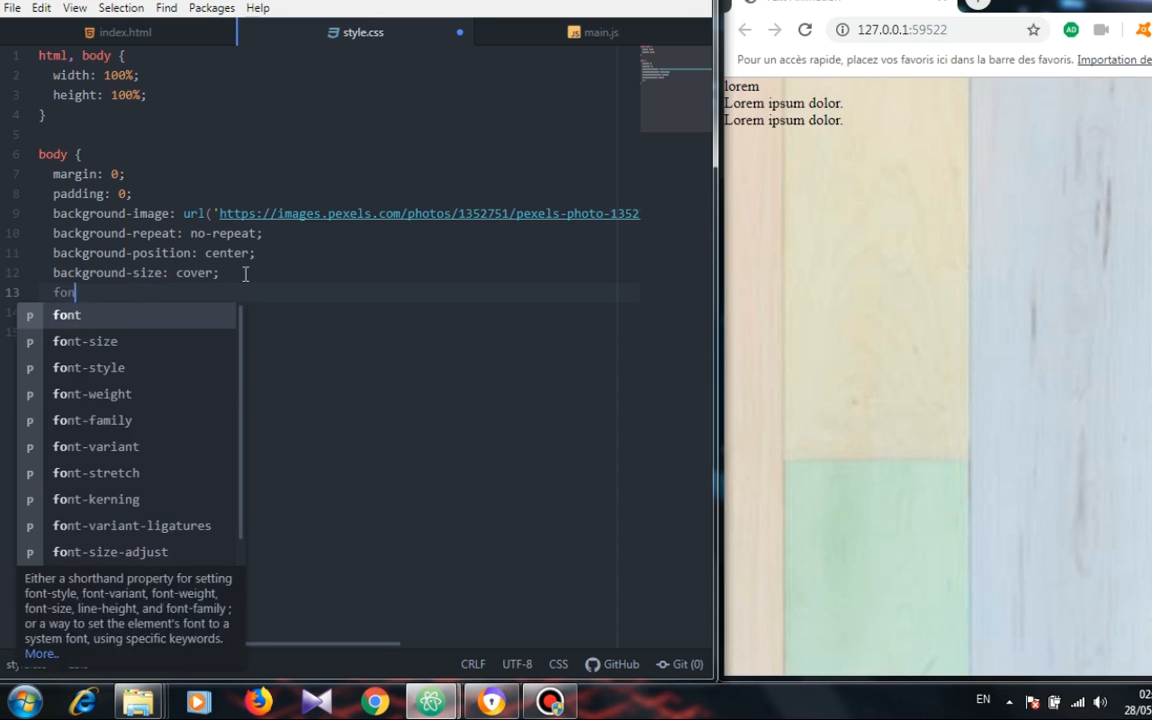 File Edit View Selection Find Packages Help
index.html style.css main.js
127.0.0.1:59522
Pour un accès rapide, placez vos favoris ici dans la barre des favoris. Importation de
1 html, body {
2 width: 100%;
3 height: 100%;
4 }
5
6 body {
7 margin: 0;
8 padding: 0;
9 background-image: url('https://images.pexels.com/photos/1352751/pexels-photo-1352
10 background-repeat: no-repeat;
11 background-position: center;
12 background-size: cover;
13 fon
p font
p font-size
p font-style
p font-weight
p font-family
p font-variant
p font-stretch
p font-kerning
p font-variant-ligatures
p font-size-adjust
Either a shorthand property for setting
font-style, font-variant, font-weight,
font-size, line-height, and font-family ;
or a way to set the element's font to a
system font, using specific keywords.
More..
lorem
Lorem ipsum dolor.
Lorem ipsum dolor.
CRLF UTF-8 CSS GitHub Git (0)
EN